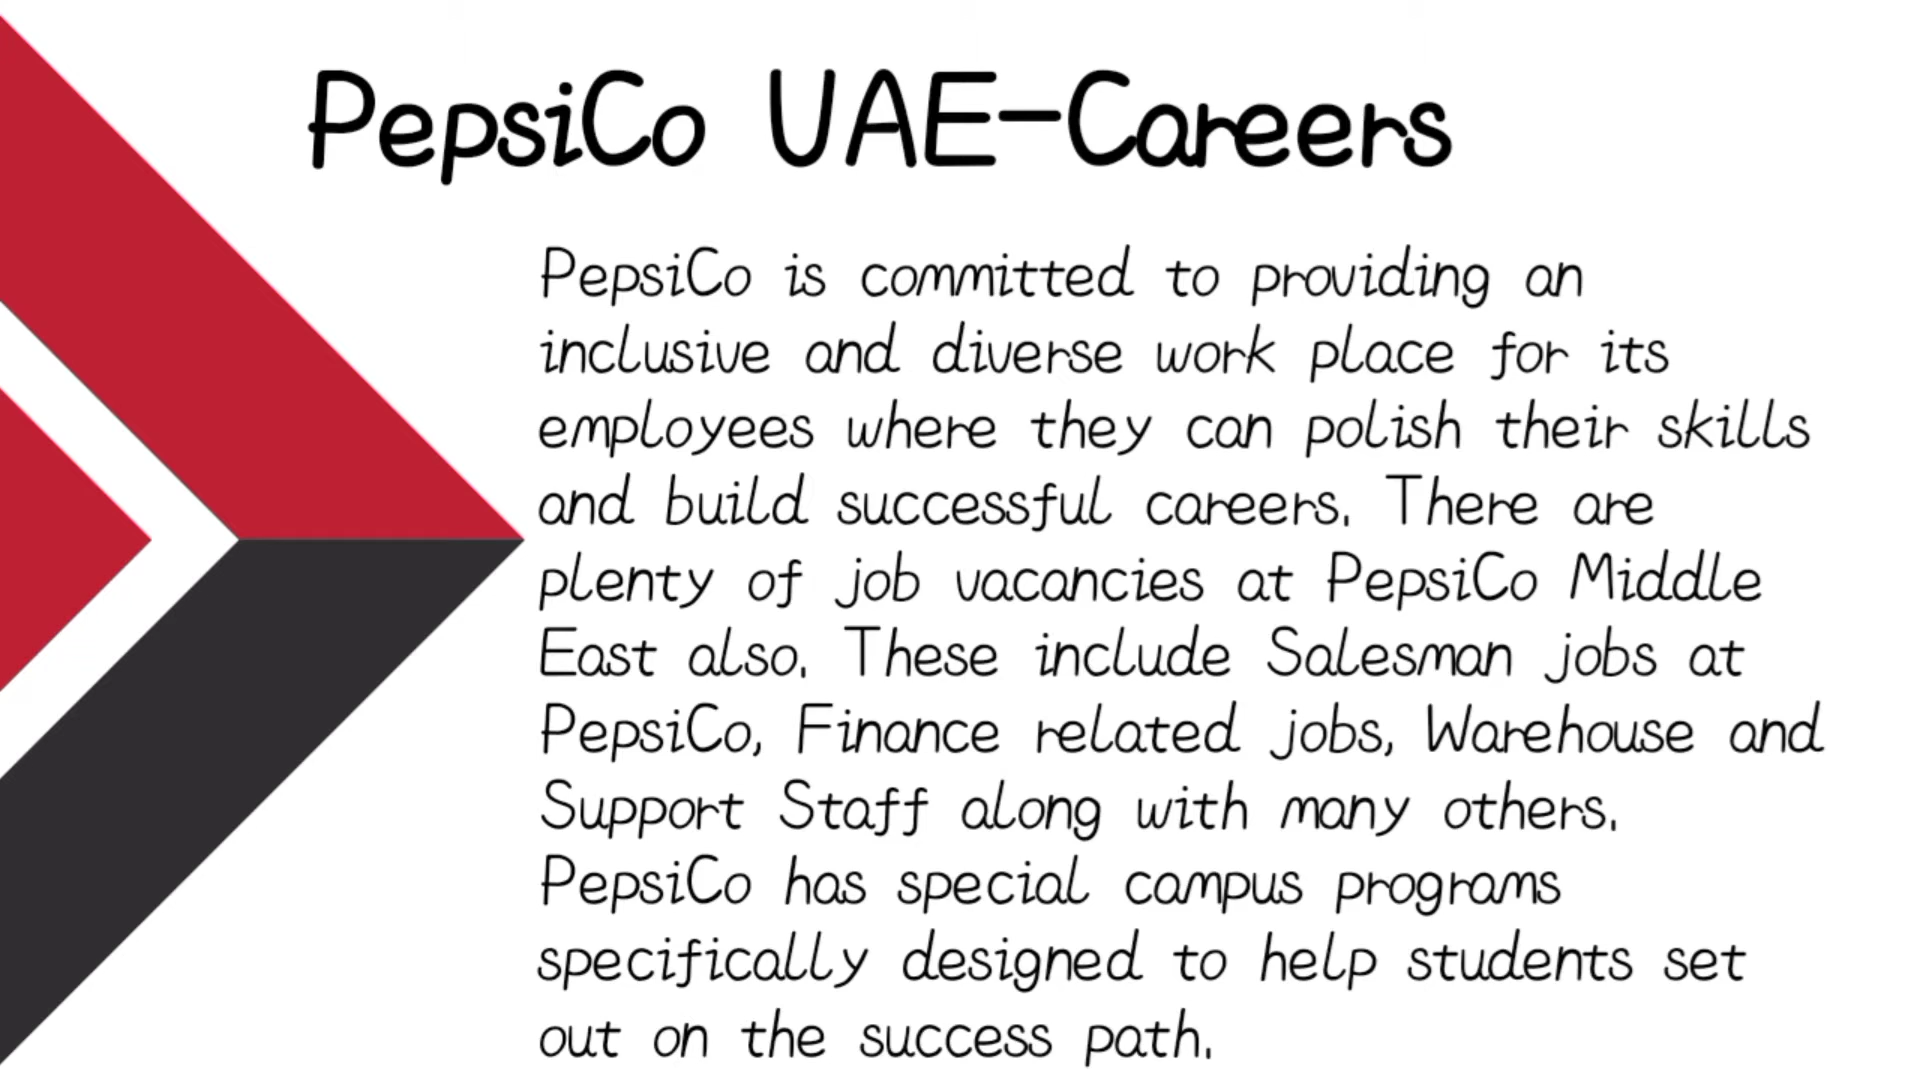 PepsiCo UAE-Careers
PepsiCo is committed to providing an
inclusive and diverse work place for its
employees where they can polish their skills
and build successful careers. There are
plenty of job vacancies at PepsiCo Middle
East also. These include Salesman jobs at
PepsiCo, Finance related jobs, Warehouse and
Support Staff along with many others.
PepsiCo has special campus programs
specifically designed to help students set
out on the success path.